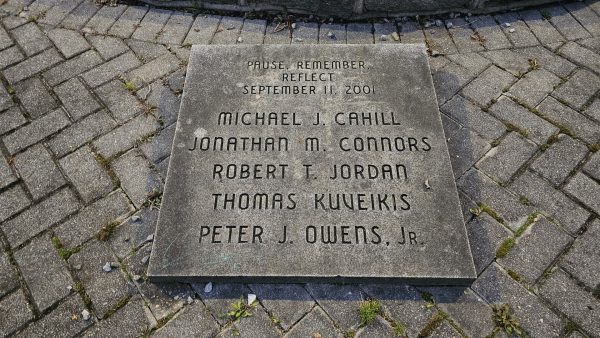 PAUSE, REMEMBER,
REFLECT
SEPTEMBER 11, 2001
MICHAEL J. CAHILL
JONATHAN M. CONNORS
ROBERT T. JORDAN
THOMAS KUVEIKIS
PETER J. OWENS, JR.